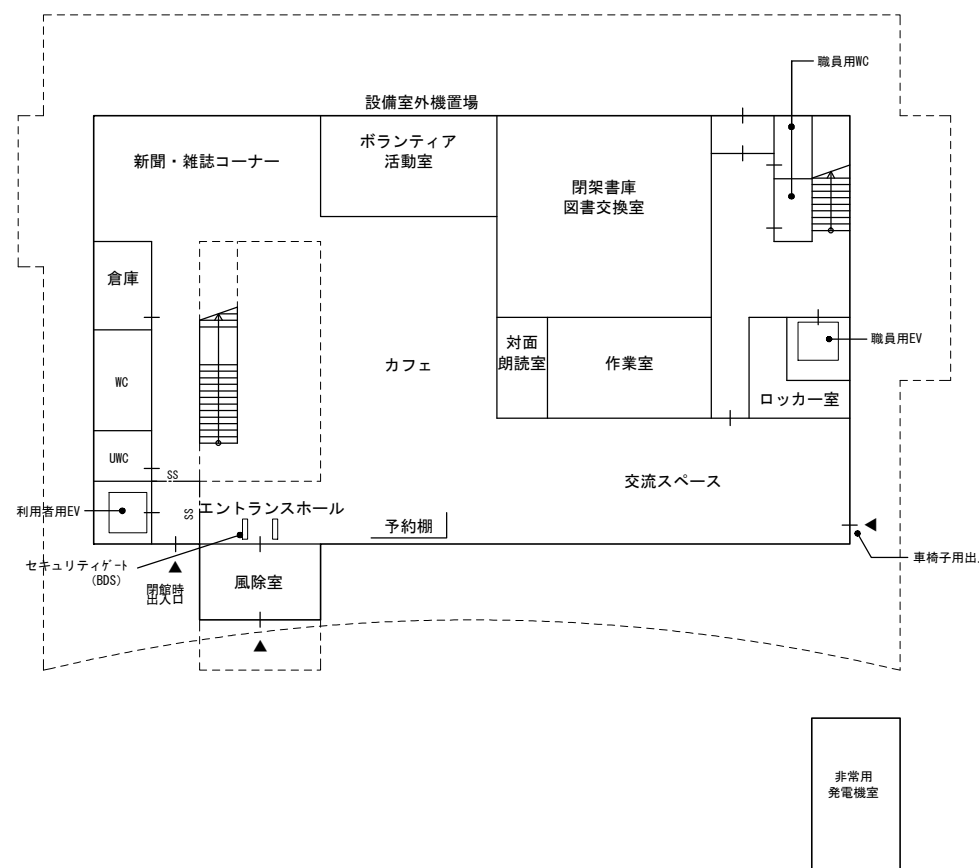 職員用WC
設備室外機置場
新聞・雑誌コーナー
ボランティア
活動室
閉架書庫
図書交換室
倉庫
WC
UWC
カフェ
対面
朗読室
作業室
職員用EV
ロッカー室
SS
SS
利用者用EV
エントランスホール
予約棚
交流スペース
セキュリティゲート
(BDS)
閉館時
出入口
風除室
車椅子用出
非常用
発電機室